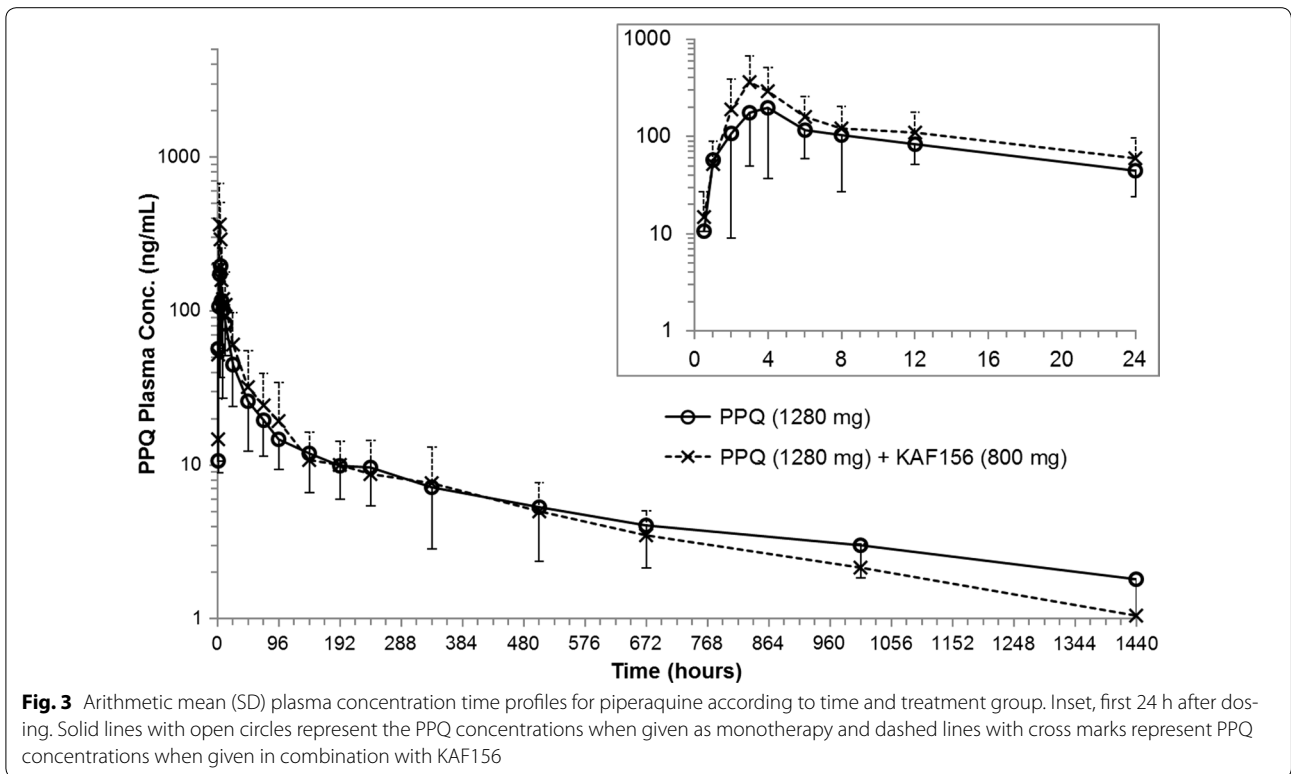 1000
100
10
1
0 4 8 12 16 20 24
1000
100
10
1
PPQ Plasma Conc. (ng/mL)
PPQ (1280 mg)
PPQ (1280 mg) + KAF156 (800 mg)
0 96 192 288 384 480 576 672 768 864 960 1056 1152 1248 1344 1440
Time (hours)
Fig. 3 Arithmetic mean (SD) plasma concentration time profiles for piperaquine according to time and treatment group. Inset, first 24 h after dos-
ing. Solid lines with open circles represent the PPQ concentrations when given as monotherapy and dashed lines with cross marks represent PPQ
concentrations when given in combination with KAF156